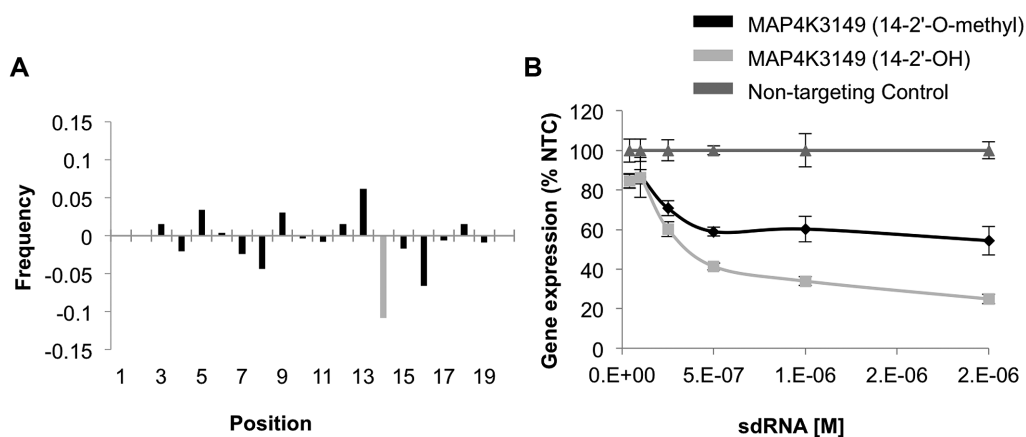 A
0.15
0.1
0.05
0
-0.05
-0.1
-0.15
Frequency
1 3 5 7 9 11 13 15 17 19
Position
B
MAP4K3149 (14-2'-O-methyl)
MAP4K3149 (14-2'-OH)
Non-targeting Control
120
100
80
60
40
20
0
Gene expression (% NTC)
0.E+00 5.E-07 1.E-06 2.E-06 2.E-06
sdRNA [M]